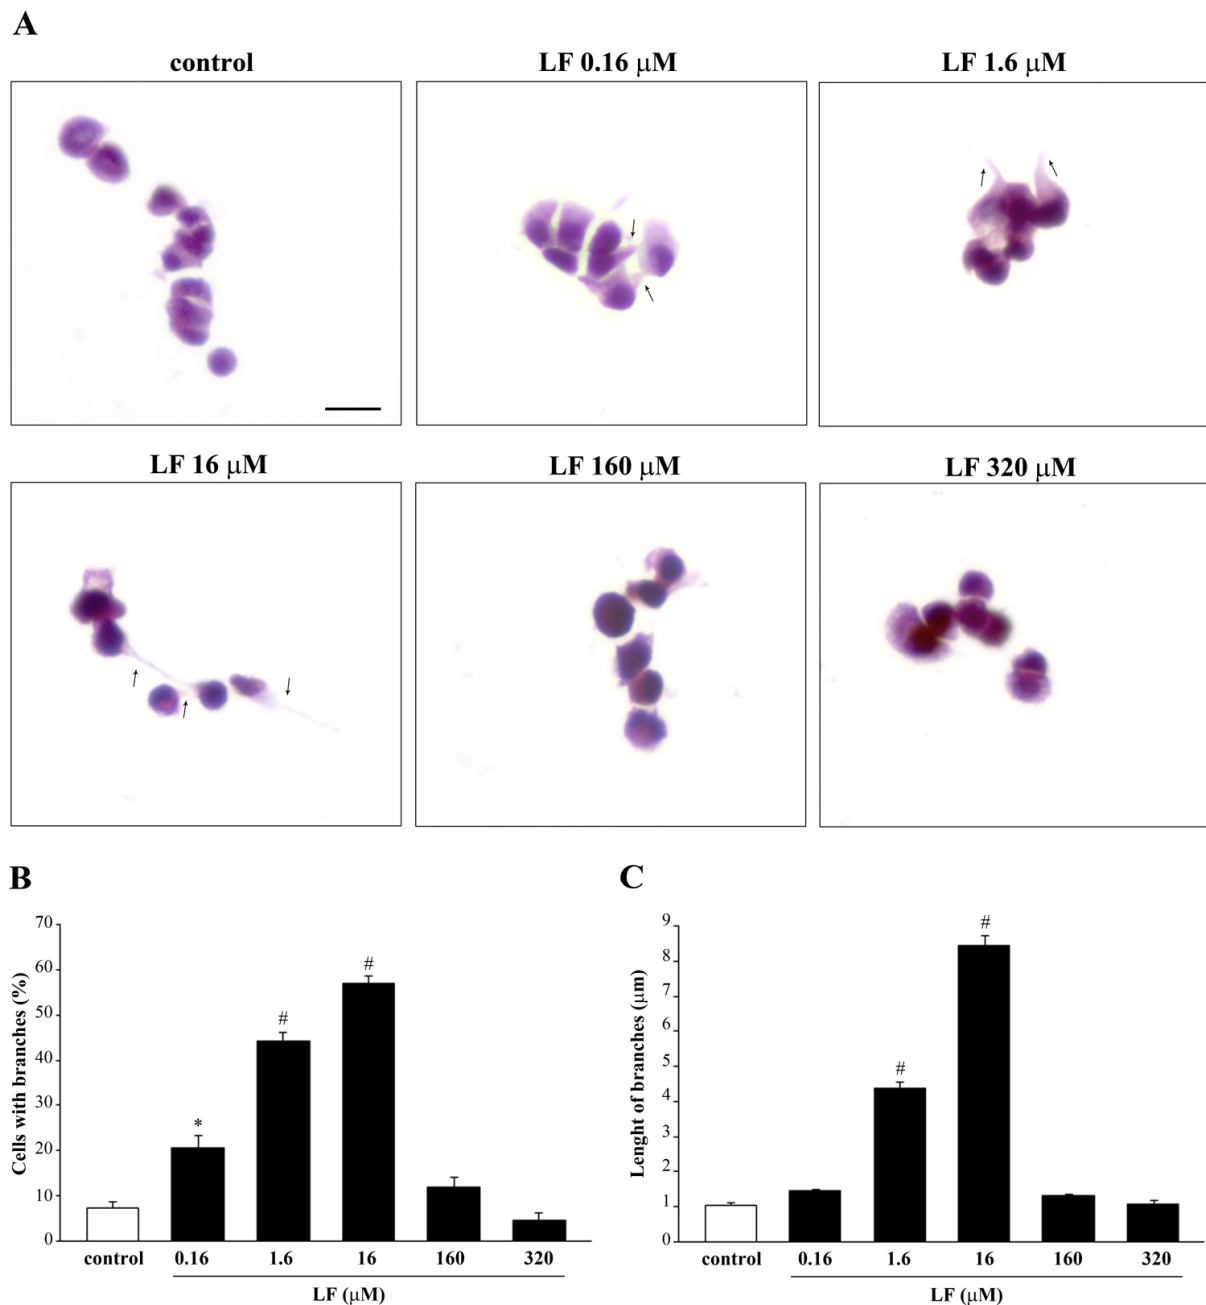 A
control
LF 0.16 μM
LF 1.6 μM
LF 16 μM
LF 160 μM
LF 320 μM
B
Cells with branches (%)
70
60
50
40
30
20
10
0
*
#
#
control
0.16
1.6
16
160
320
LF (μM)
C
Lenght of branches (μm)
9
8
7
6
5
4
3
2
1
0
#
#
control
0.16
1.6
16
160
320
LF (μM)